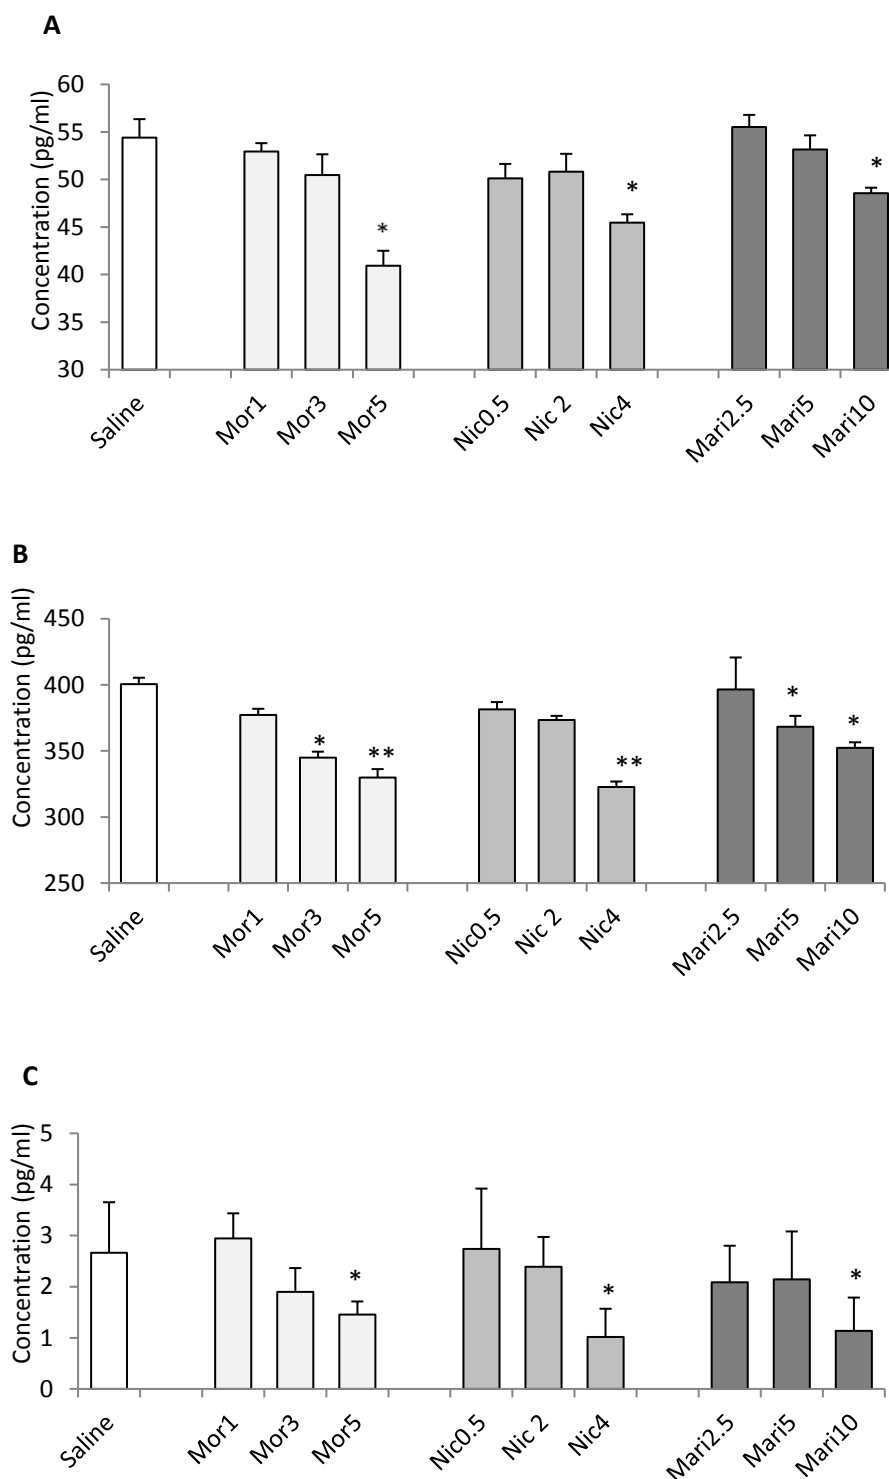 A
Concentration (pg/ml)
60
55
50
45
40
35
30
*
*
*
Saline
Mor1
Mor3
Mor5
Nic0.5
Nic 2
Nic4
Mari2.5
Mari5
Mari10
B
Concentration (pg/ml)
450
400
350
300
250
*
**
**
*
*
Saline
Mor1
Mor3
Mor5
Nic0.5
Nic 2
Nic4
Mari2.5
Mari5
Mari10
C
Concentration (pg/ml)
5
4
3
2
1
0
*
*
*
Saline
Mor1
Mor3
Mor5
Nic0.5
Nic 2
Nic4
Mari2.5
Mari5
Mari10